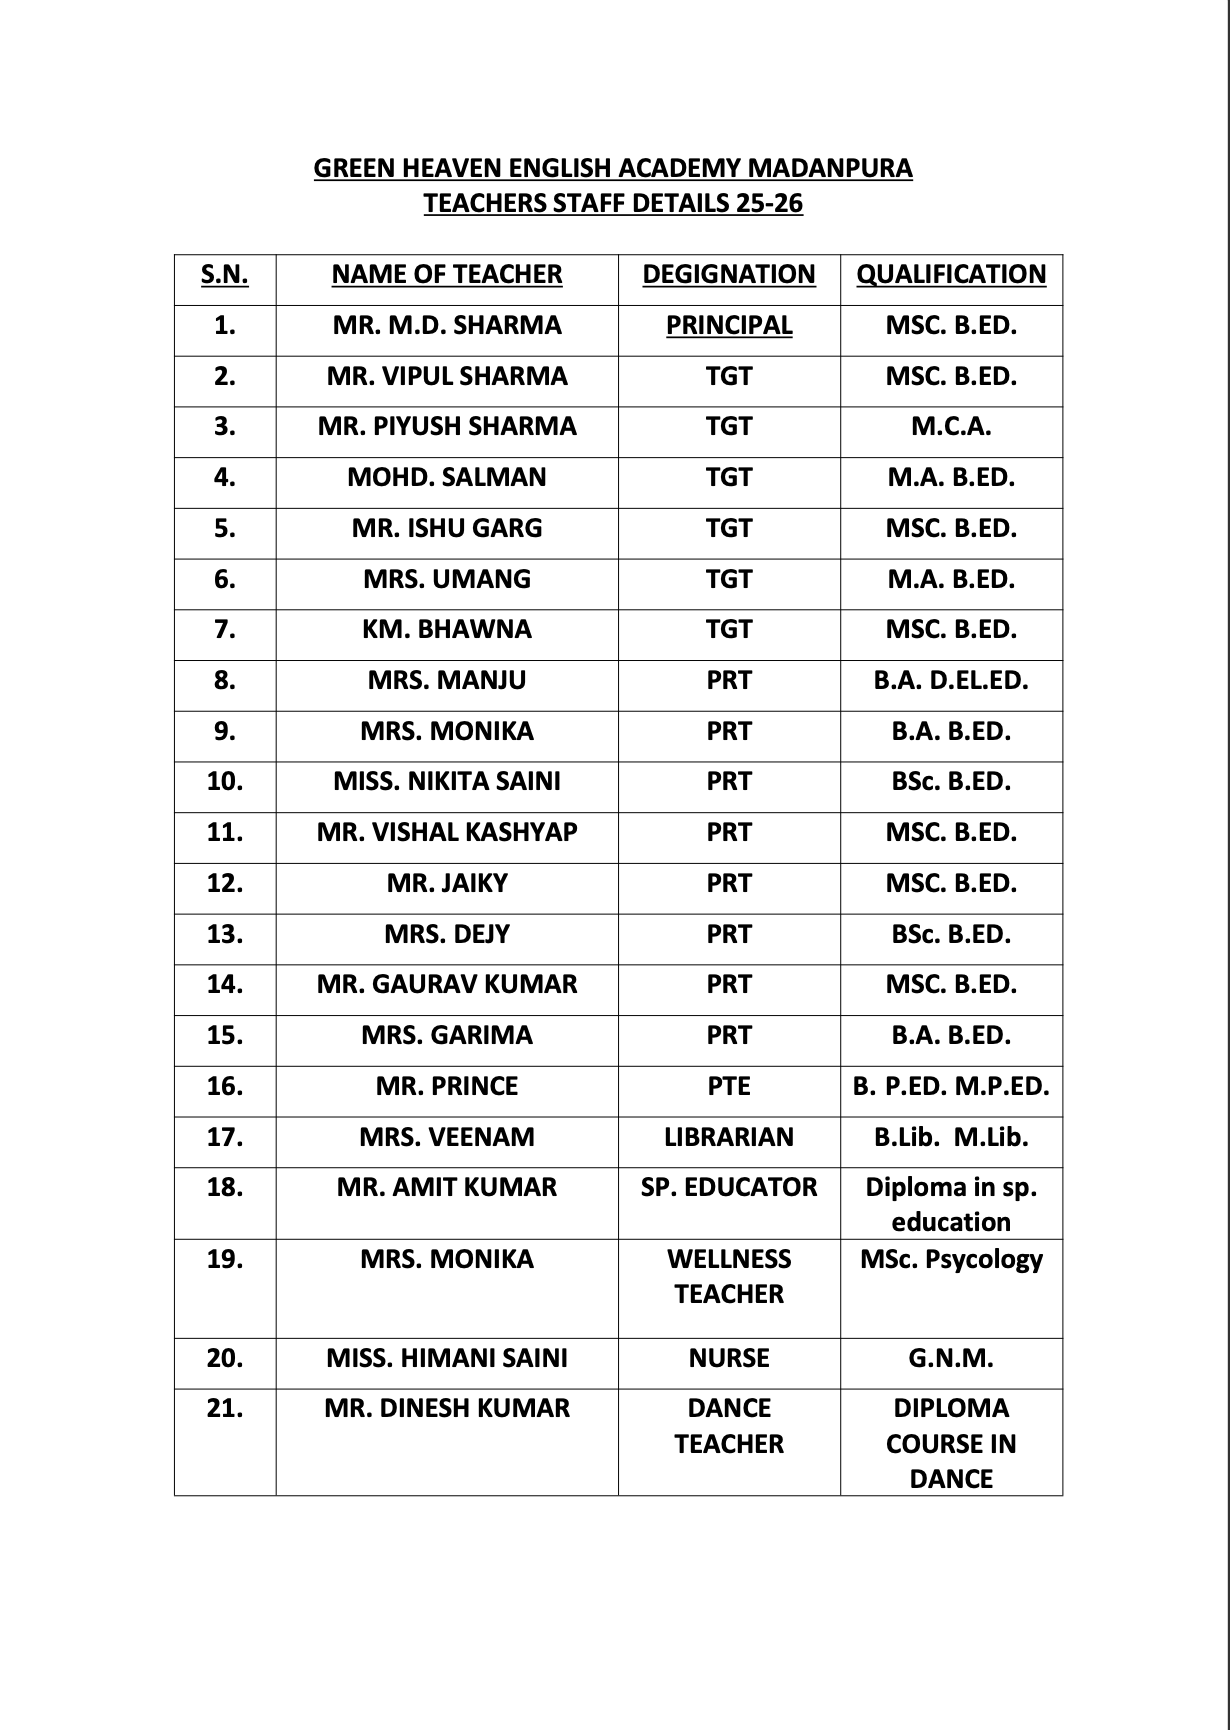 GREEN HEAVEN ENGLISH ACADEMY MADANPURA
TEACHERS STAFF DETAILS 25-26
S.N. NAME OF TEACHER DEGIGNATION QUALIFICATION
1. MR. M.D. SHARMA PRINCIPAL MSC. B.ED.
2. MR. VIPUL SHARMA TGT MSC. B.ED.
3. MR. PIYUSH SHARMA TGT M.C.A.
4. MOHD. SALMAN TGT M.A. B.ED.
5. MR. ISHU GARG TGT MSC. B.ED.
6. MRS. UMANG TGT M.A. B.ED.
7. KM. BHAWNA TGT MSC. B.ED.
8. MRS. MANJU PRT B.A. D.EL.ED.
9. MRS. MONIKA PRT B.A. B.ED.
10. MISS. NIKITA SAINI PRT BSc. B.ED.
11. MR. VISHAL KASHYAP PRT MSC. B.ED.
12. MR. JAIKY PRT MSC. B.ED.
13. MRS. DEJY PRT BSc. B.ED.
14. MR. GAURAV KUMAR PRT MSC. B.ED.
15. MRS. GARIMA PRT B.A. B.ED.
16. MR. PRINCE PTE B. P.ED. M.P.ED.
17. MRS. VEENAM LIBRARIAN B.Lib. M.Lib.
18. MR. AMIT KUMAR SP. EDUCATOR Diploma in sp.
education
19. MRS. MONIKA WELLNESS MSc. Psycology
TEACHER
20. MISS. HIMANI SAINI NURSE G.N.M.
21. MR. DINESH KUMAR DANCE DIPLOMA
TEACHER COURSE IN
DANCE